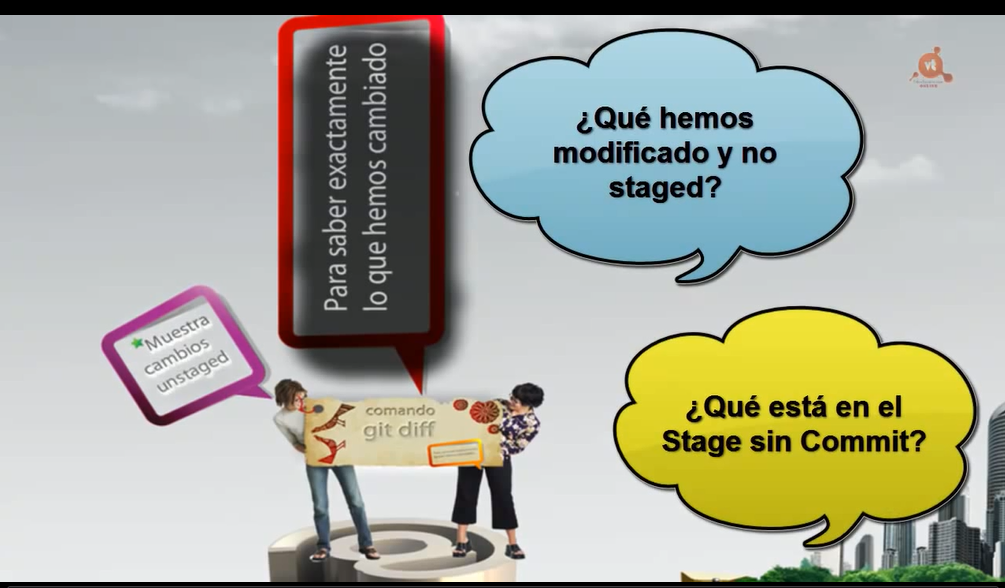 Para saber exactamente
lo que hemos cambiado
¿Qué hemos
modificado y no
staged?
Muestra
cambios
unstaged
comando
git diff
¿Qué está en el
Stage sin Commit?